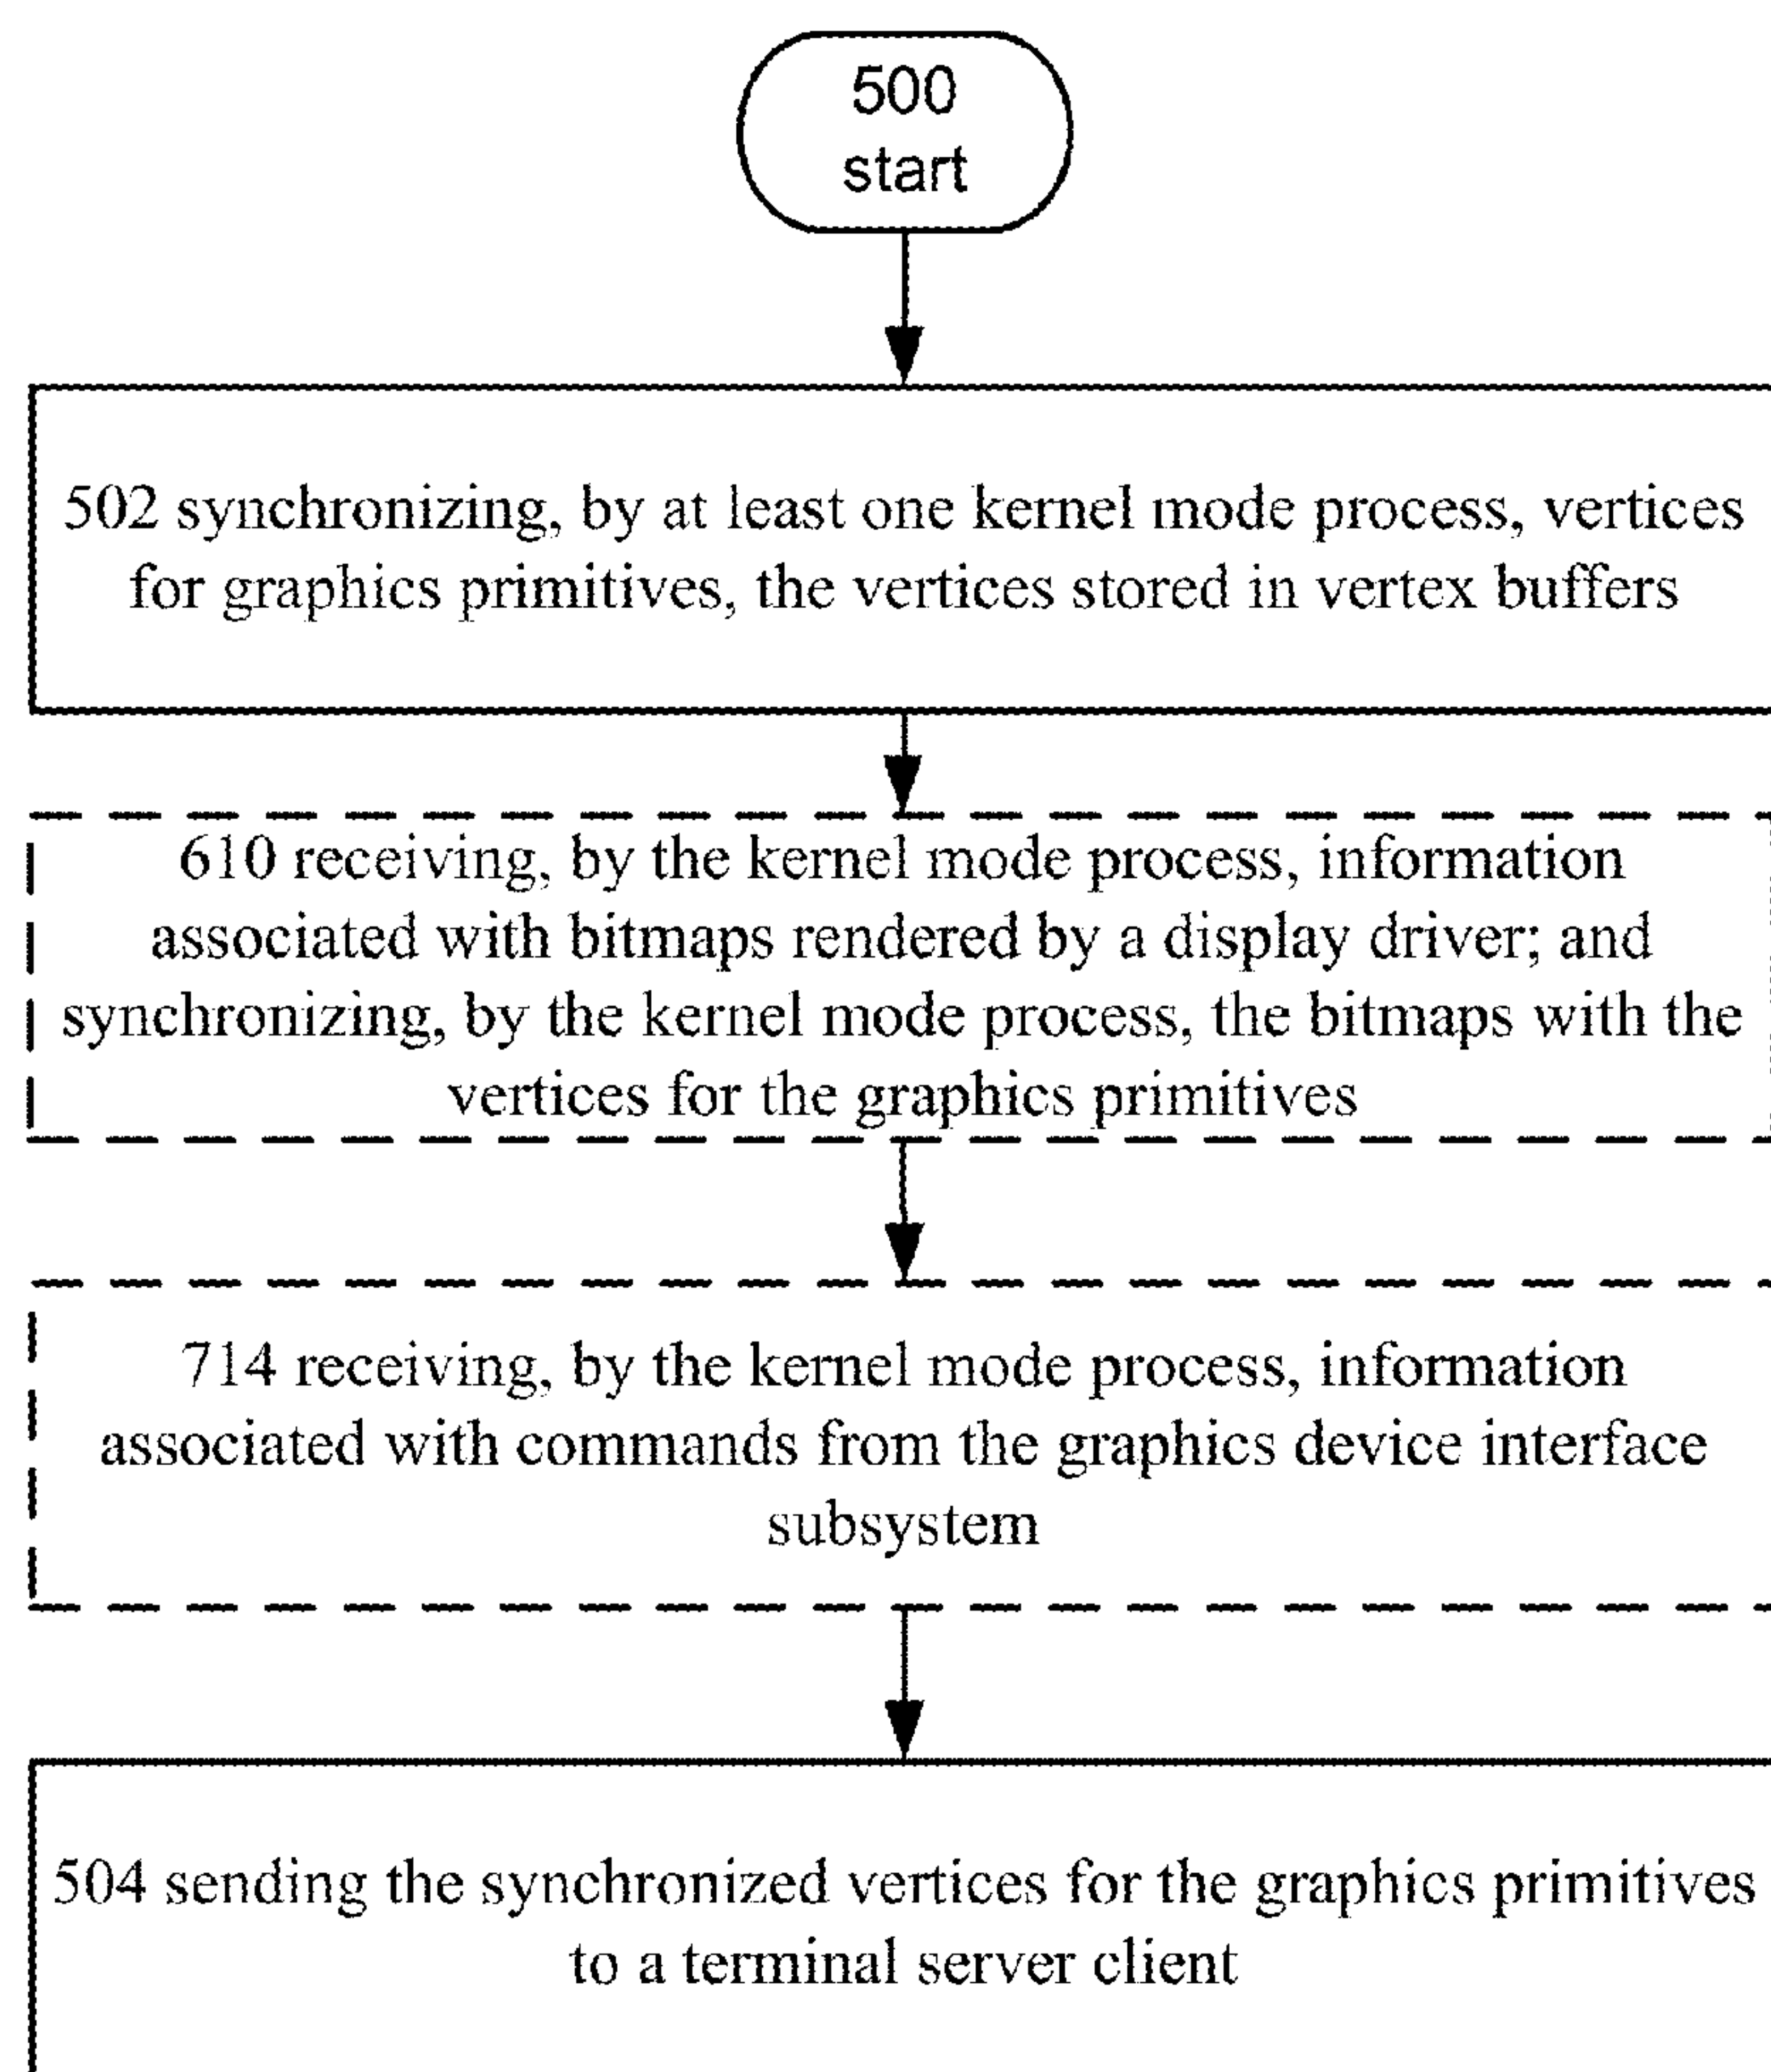 500
start
502 synchronizing, by at least one kernel mode process, vertices
for graphics primitives, the vertices stored in vertex buffers
610 receiving, by the kernel mode process, information
associated with bitmaps rendered by a display driver; and
synchronizing, by the kernel mode process, the bitmaps with the
vertices for the graphics primitives
714 receiving, by the kernel mode process, information
associated with commands from the graphics device interface
subsystem
504 sending the synchronized vertices for the graphics primitives
to a terminal server client